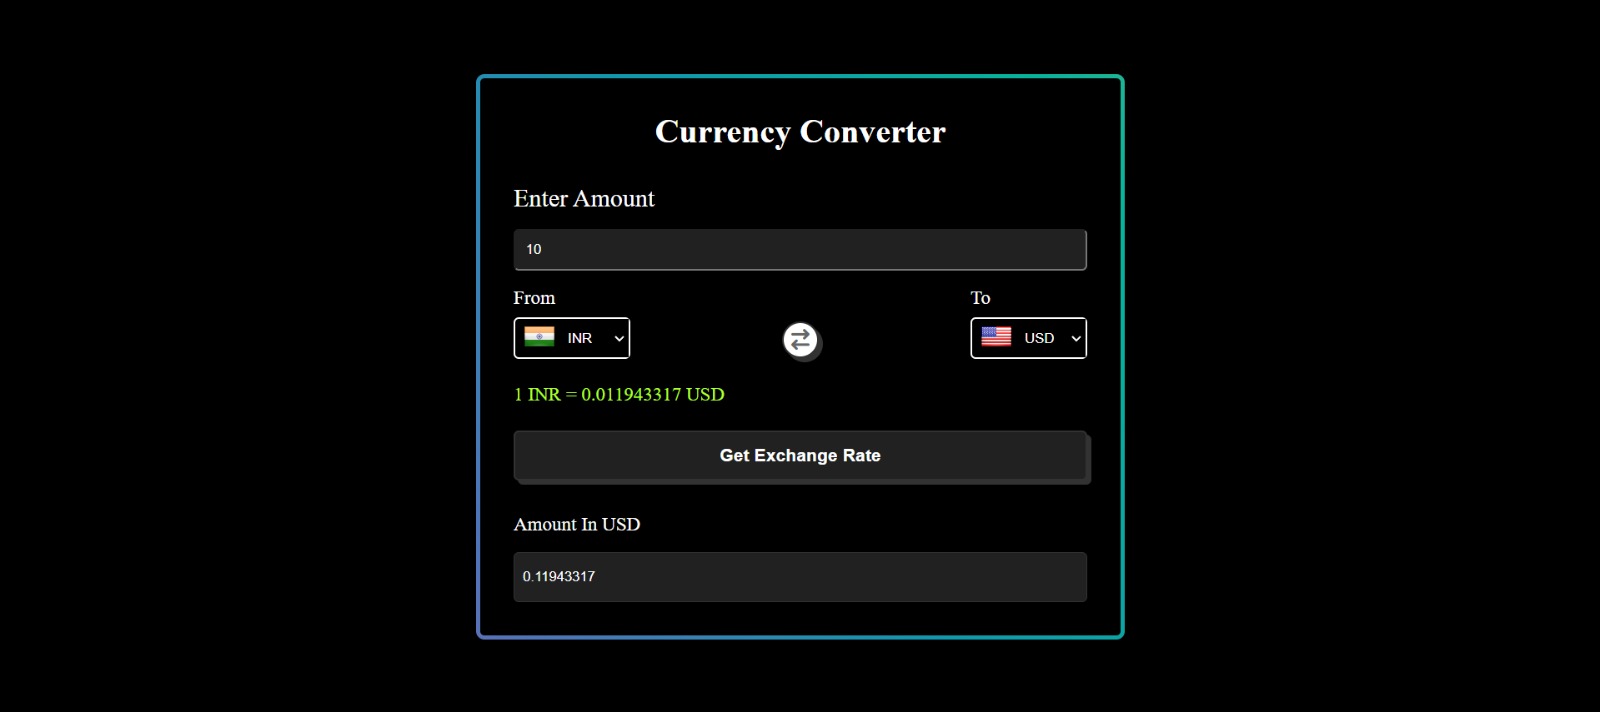 Currency Converter
Enter Amount
10
From To
INR USD
1 INR = 0.011943317 USD
Get Exchange Rate
Amount In USD
0.11943317